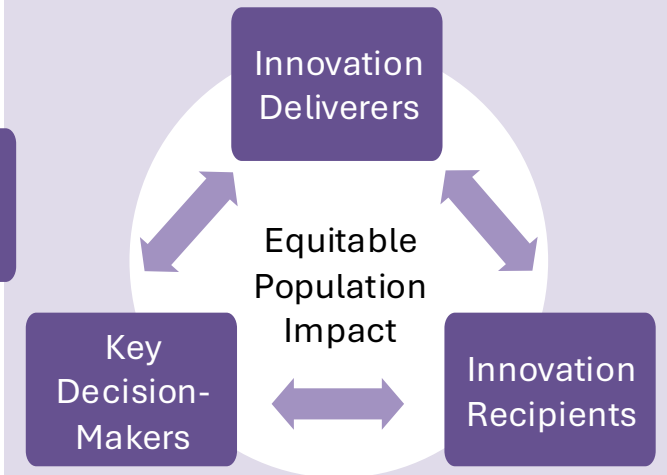 Innovation
Deliverers
Equitable
Population
Impact
Key
Decision-
Makers
Innovation
Recipients